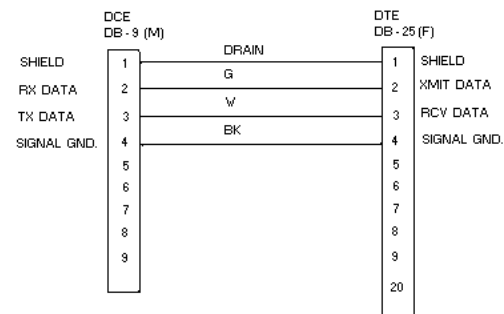 DCE
DB - 9 (M)
DTE
DB - 25 (F)
SHIELD 1 DRAIN 1 SHIELD
RX DATA 2 G 2 XMIT DATA
TX DATA 3 W 3 RCV DATA
SIGNAL GND. 4 BK 4 SIGNAL GND.
5 5
6 6
7 7
8 8
9 9
20